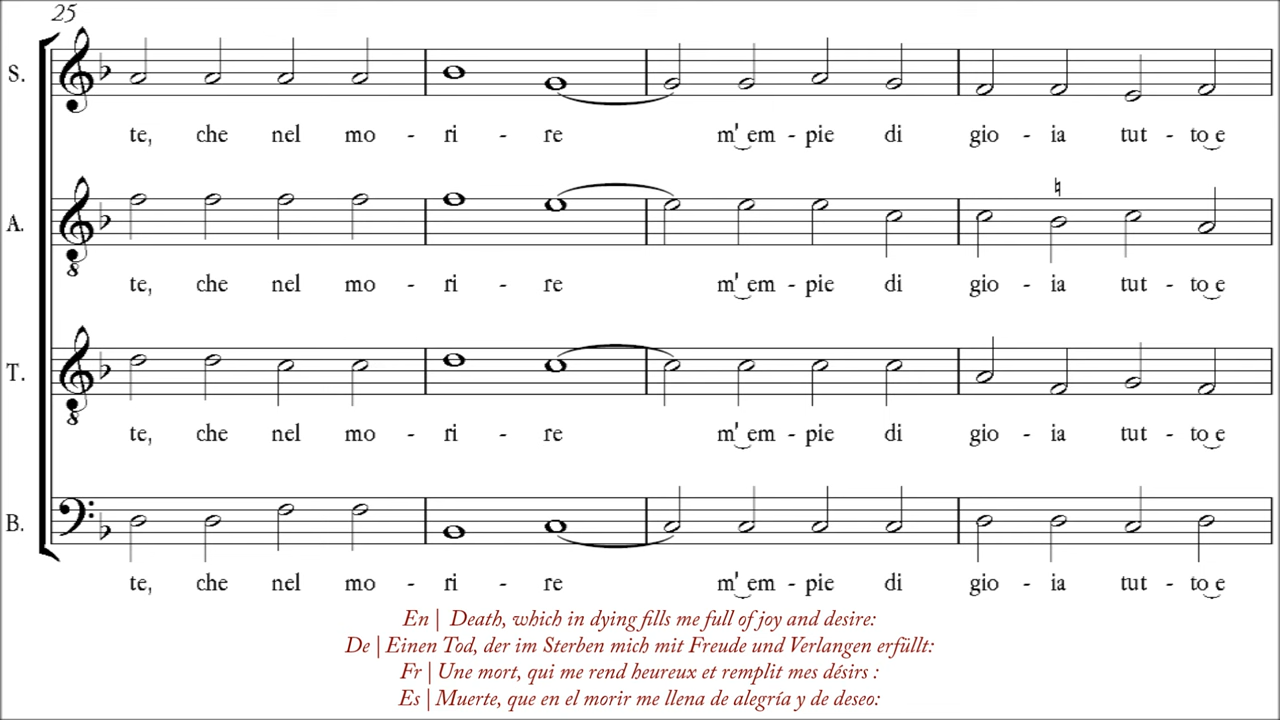 25
S.
te, che nel mo - ri - re m' em - pie di gio - ia tut - to e
A.
8
te, che nel mo - ri - re m' em - pie di gio - ia tut - to e
T.
8
te, che nel mo - ri - re m' em - pie di gio - ia tut - to e
B.
te, che nel mo - ri - re m' em - pie di gio - ia tut - to e
En | Death, which in dying fills me full of joy and desire:
De | Einen Tod, der im Sterben mich mit Freude und Verlangen erfüllt:
Fr | Une mort, qui me rend heureux et remplit mes désirs :
Es | Muerte, que en el morir me llena de alegría y de deseo: